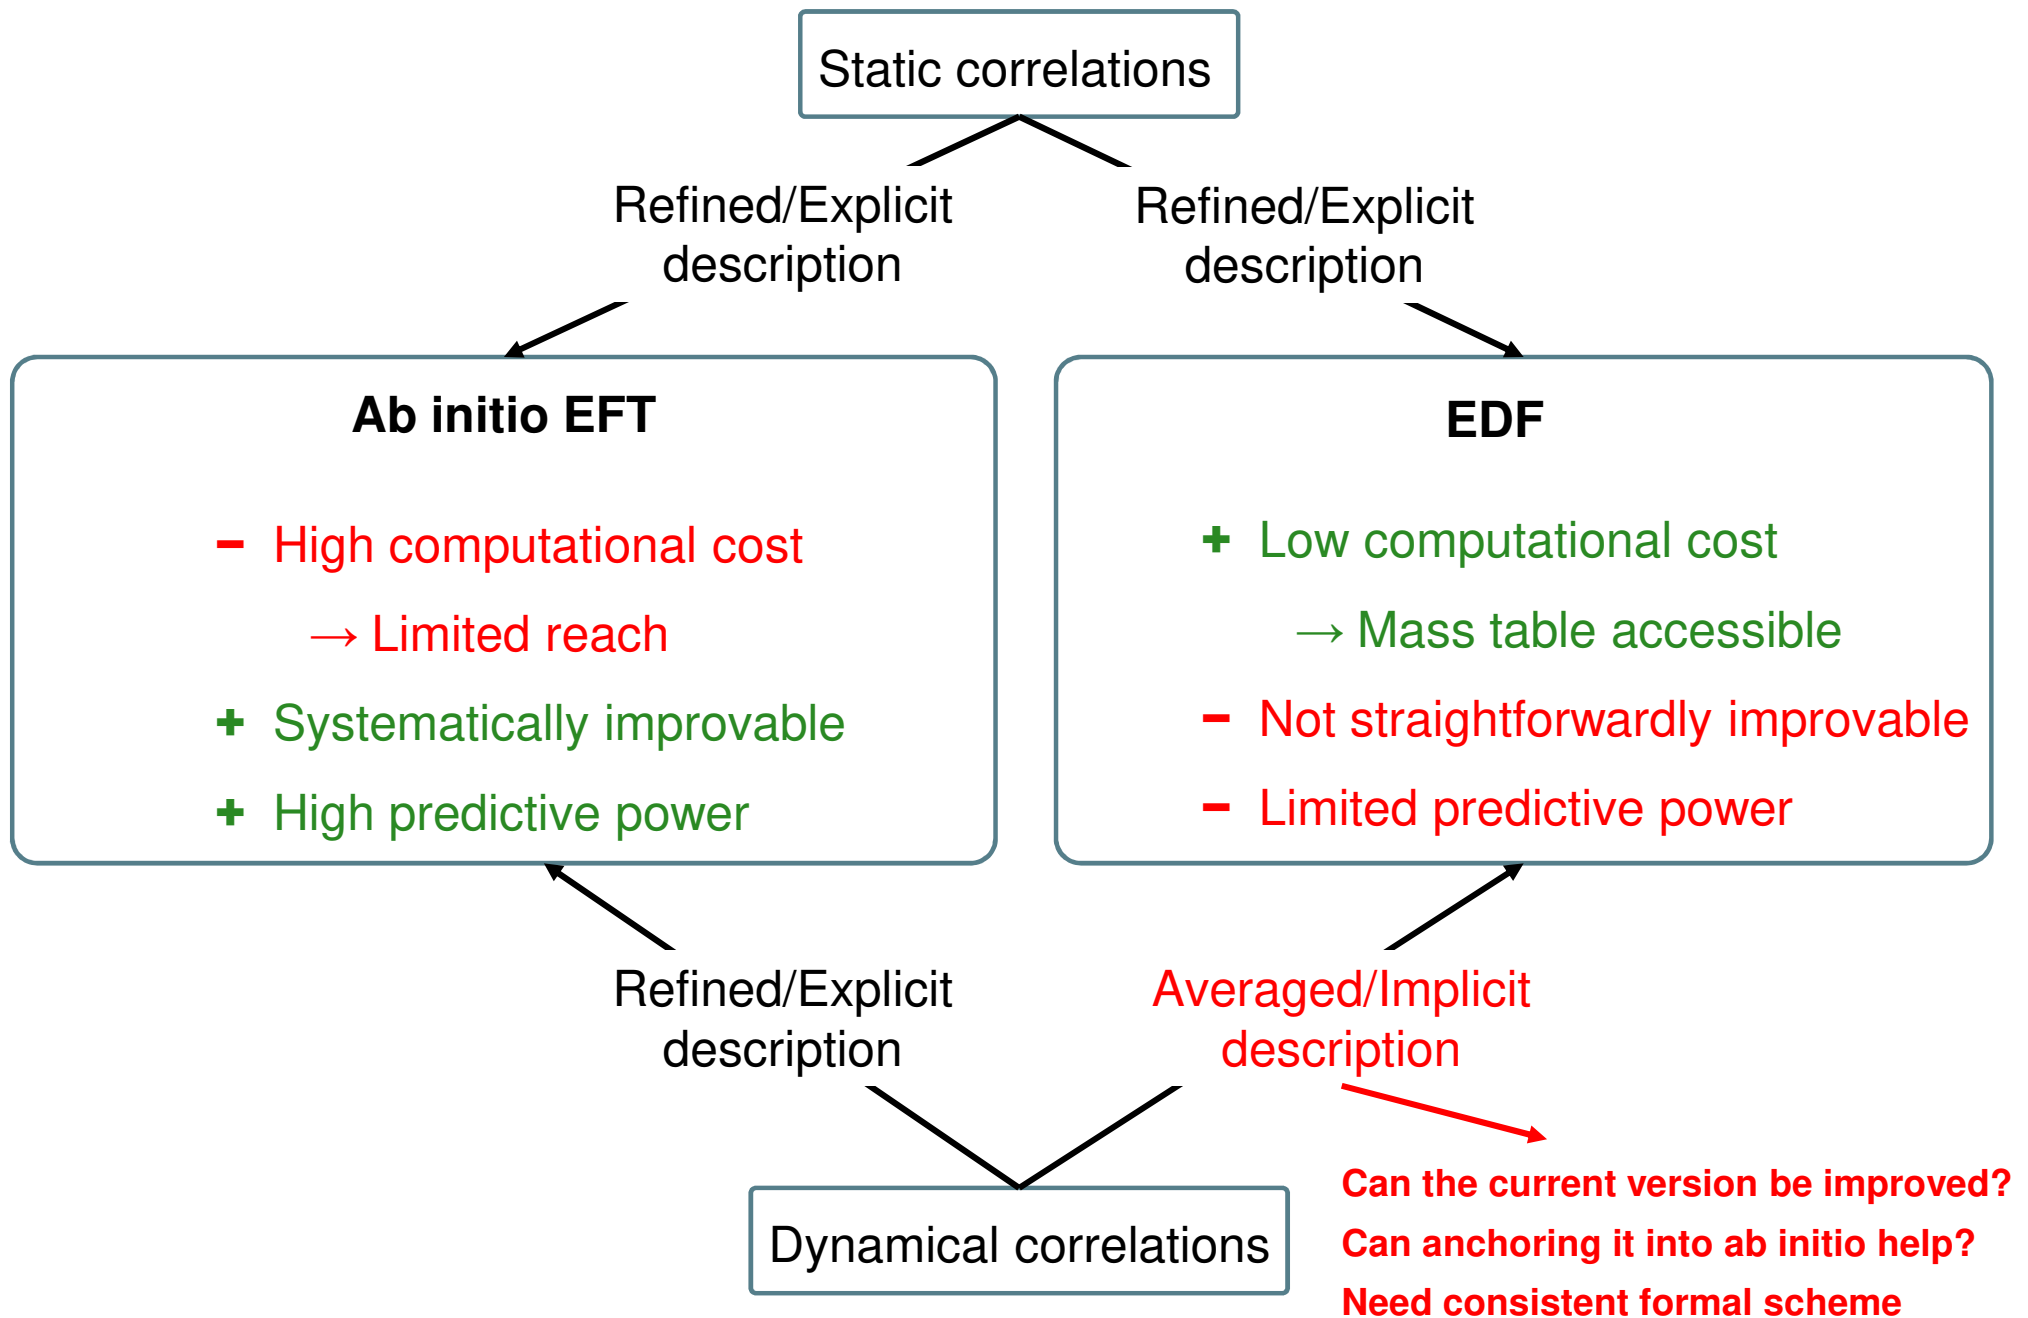 Static correlations
Refined/Explicit
description
Refined/Explicit
description
Ab initio EFT
- High computational cost
→ Limited reach
+ Systematically improvable
+ High predictive power
EDF
+ Low computational cost
→ Mass table accessible
- Not straightforwardly improvable
- Limited predictive power
Refined/Explicit
description
Averaged/Implicit
description
Dynamical correlations
Can the current version be improved?
Can anchoring it into ab initio help?
Need consistent formal scheme